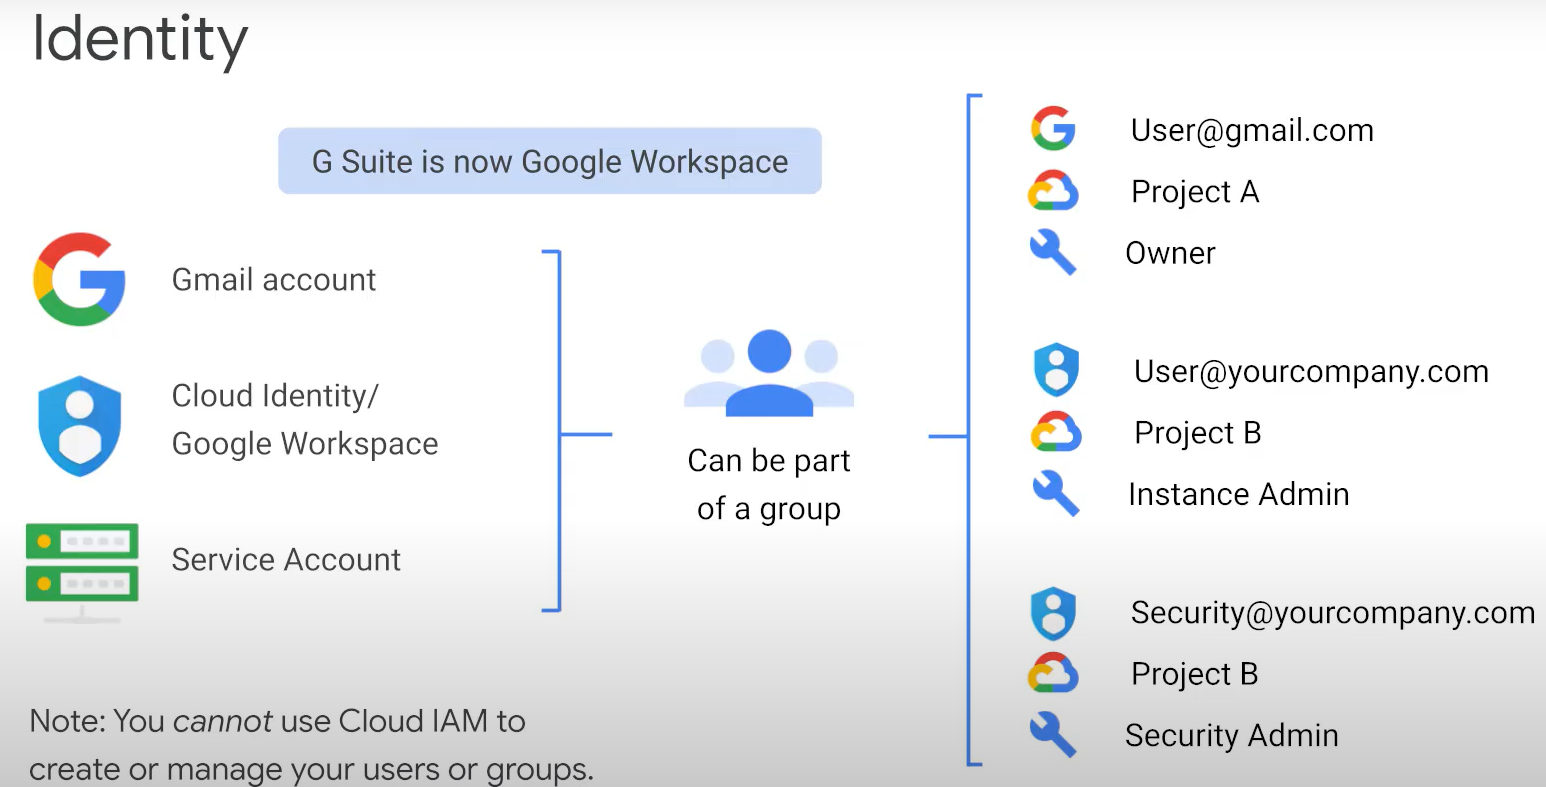 Identity
G Suite is now Google Workspace
Gmail account
Cloud Identity/
Google Workspace
Service Account
Note: You cannot use Cloud IAM to
create or manage your users or groups.
Can be part
of a group
User@gmail.com
Project A
Owner
User@yourcompany.com
Project B
Instance Admin
Security@yourcompany.com
Project B
Security Admin